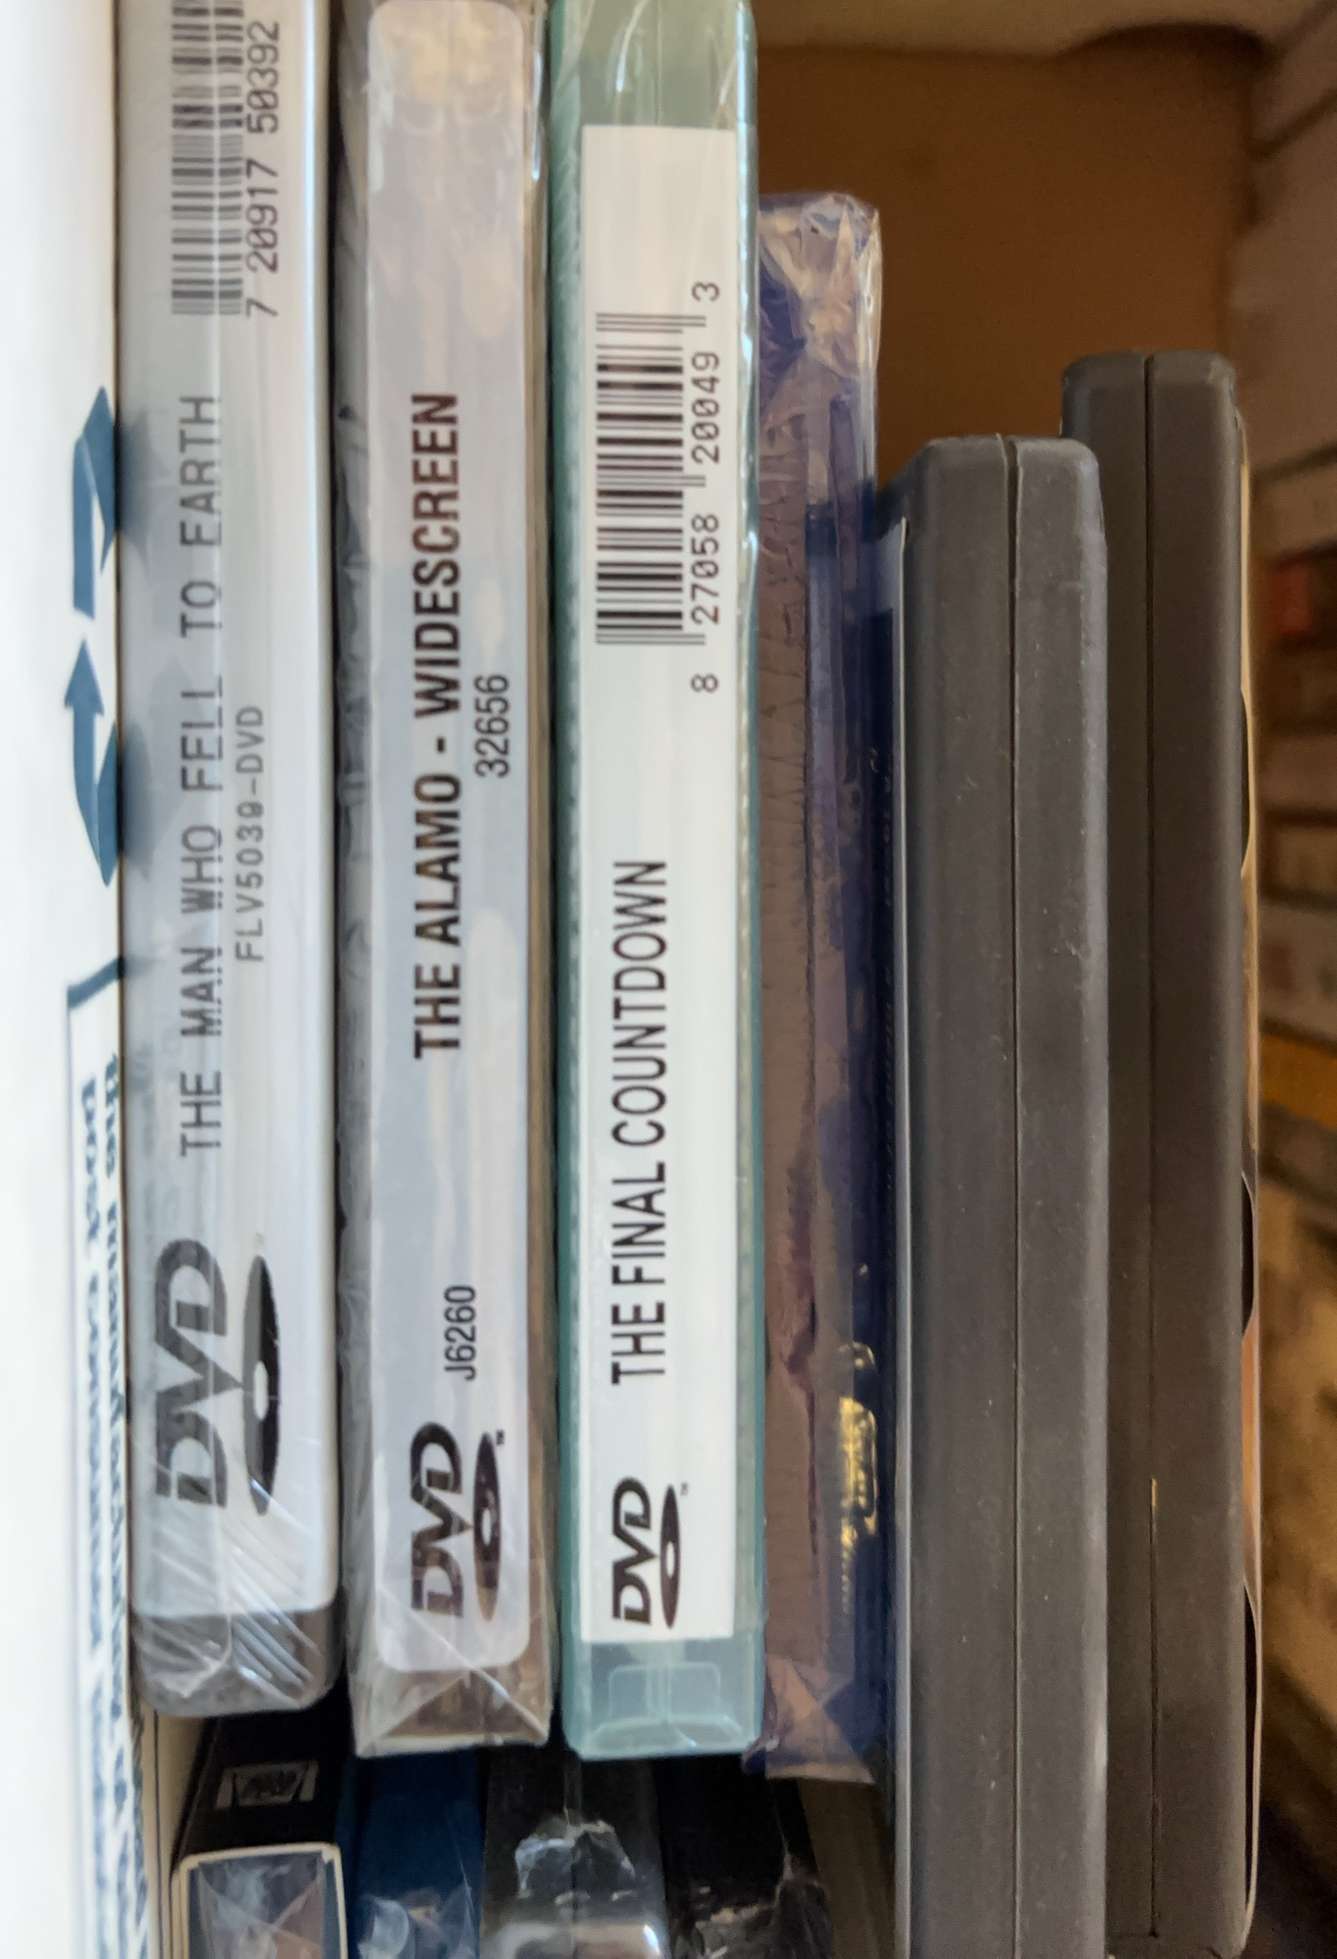 DVD
THE MAN WHO FELL TO EARTH
FLV5039-DVD
7 20917 50392
DVD
J6260
THE ALAMO - WIDESCREEN
32656
DVD
THE FINAL COUNTDOWN
8 27058 20049 3